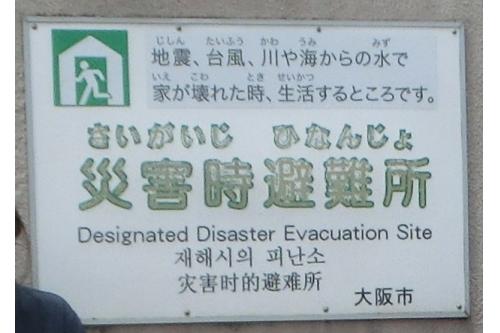 じしん たいふう かわ うみ みず
地震、台風、川や海からの水で
いえ こわ とき せいかつ
家が壊れた時、生活するところです。
さいがいじ ひなんじょ
災害時避難所
Designated Disaster Evacuation Site
재해시의 피난소
灾害时的避难所
大阪市